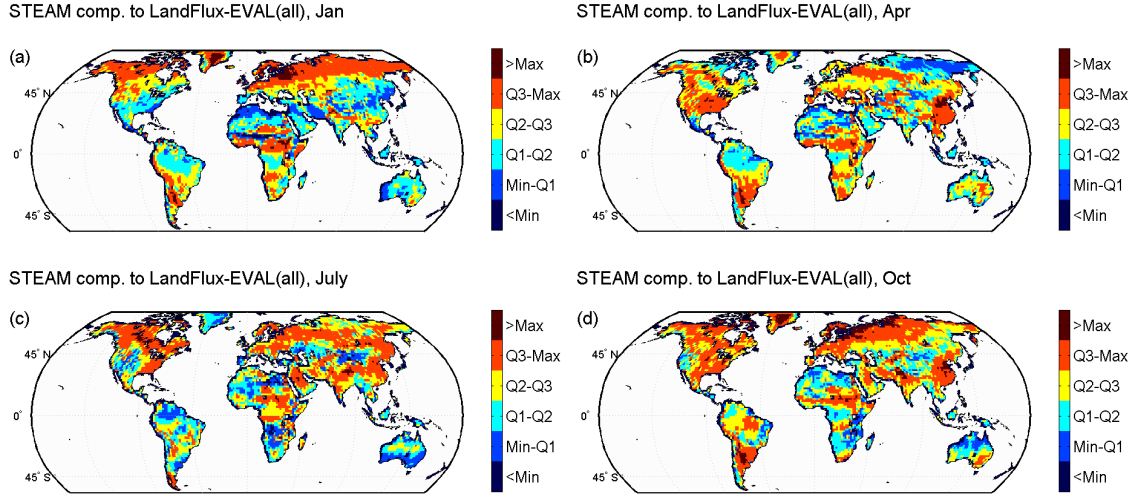 STEAM comp. to LandFlux-EVAL(all), Jan
(a)
45° N
0°
45° S
>Max
Q3-Max
Q2-Q3
Q1-Q2
Min-Q1
<Min
STEAM comp. to LandFlux-EVAL(all), Apr
(b)
45° N
0°
45° S
>Max
Q3-Max
Q2-Q3
Q1-Q2
Min-Q1
<Min
STEAM comp. to LandFlux-EVAL(all), July
(c)
45° N
0°
45° S
>Max
Q3-Max
Q2-Q3
Q1-Q2
Min-Q1
<Min
STEAM comp. to LandFlux-EVAL(all), Oct
(d)
45° N
0°
45° S
>Max
Q3-Max
Q2-Q3
Q1-Q2
Min-Q1
<Min